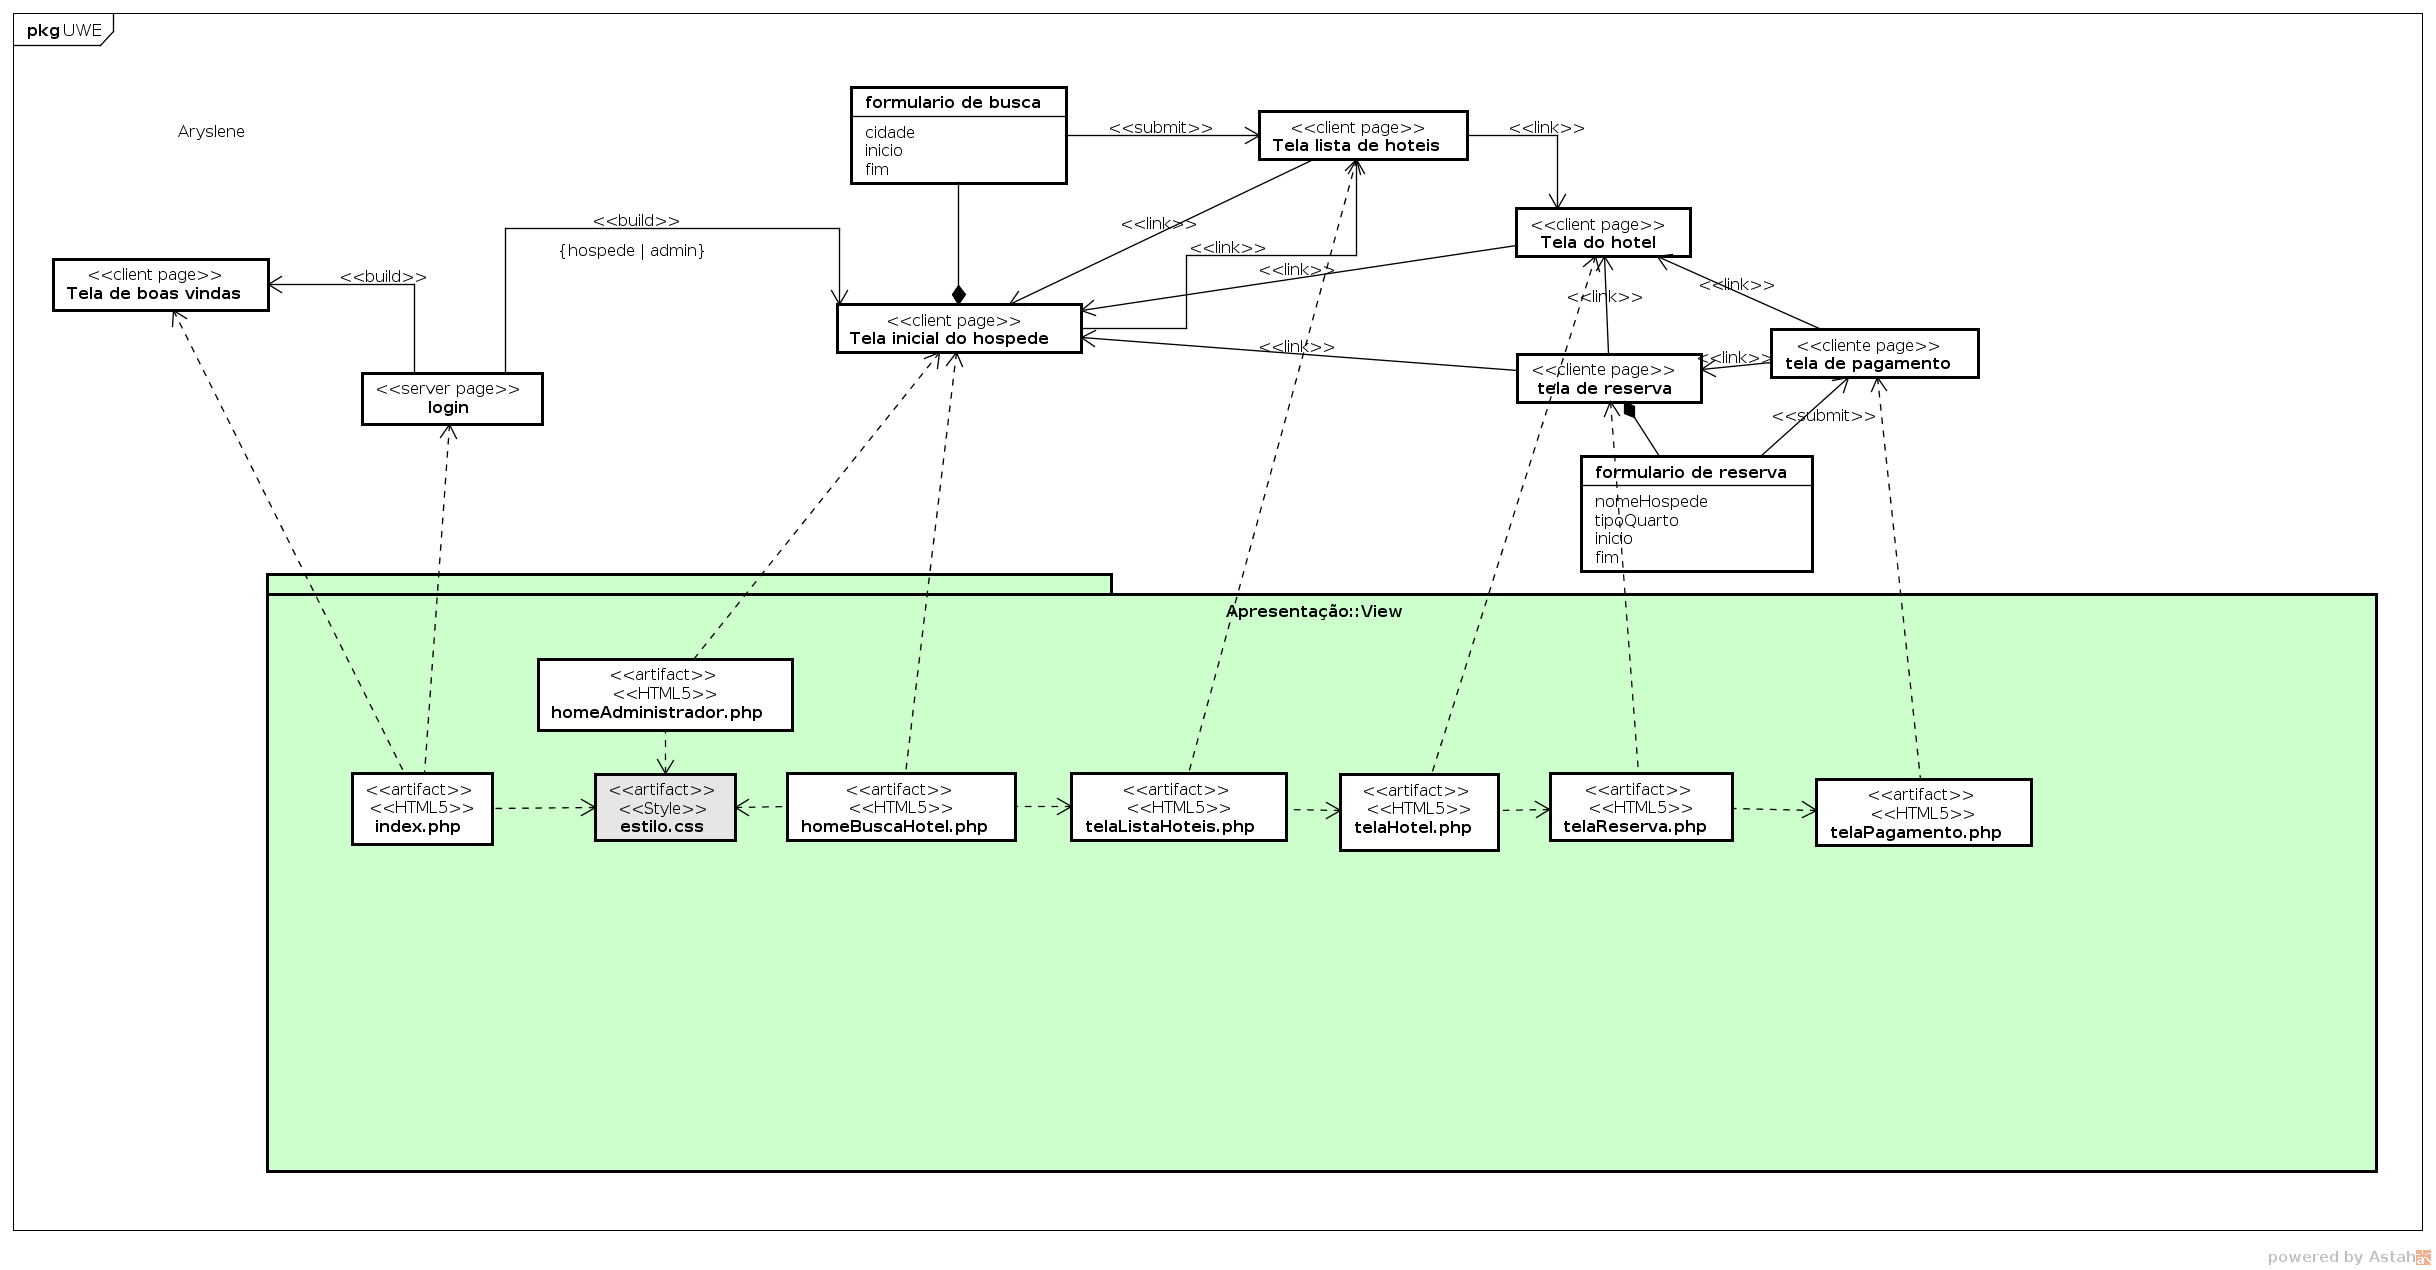 pkg UWE
Aryslene
formulario de busca
cidade
inicio
fim
<<submit>>
<<client page>>
Tela lista de hoteis
<<link>>
<<build>>
{hospede | admin}
<<link>>
<<link>>
<<client page>>
Tela do hotel
<<client page>>
Tela de boas vindas
<<build>>
<<link>>
<<link>>
<<link>>
<<client page>>
Tela inicial do hospede
<<link>>
<<cliente page>>
tela de reserva
<<link>>
<<cliente page>>
tela de pagamento
<<server page>>
login
<<submit>>
formulario de reserva
nomeHospede
tipoQuarto
inicio
fim
Apresentação::View
<<artifact>>
<<HTML5>>
homeAdministrador.php
<<artifact>>
<<HTML5>>
index.php
<<artifact>>
<<Style>>
estilo.css
<<artifact>>
<<HTML5>>
homeBuscaHotel.php
<<artifact>>
<<HTML5>>
telaListaHoteis.php
<<artifact>>
<<HTML5>>
telaHotel.php
<<artifact>>
<<HTML5>>
telaReserva.php
<<artifact>>
<<HTML5>>
telaPagamento.php
powered by Astah